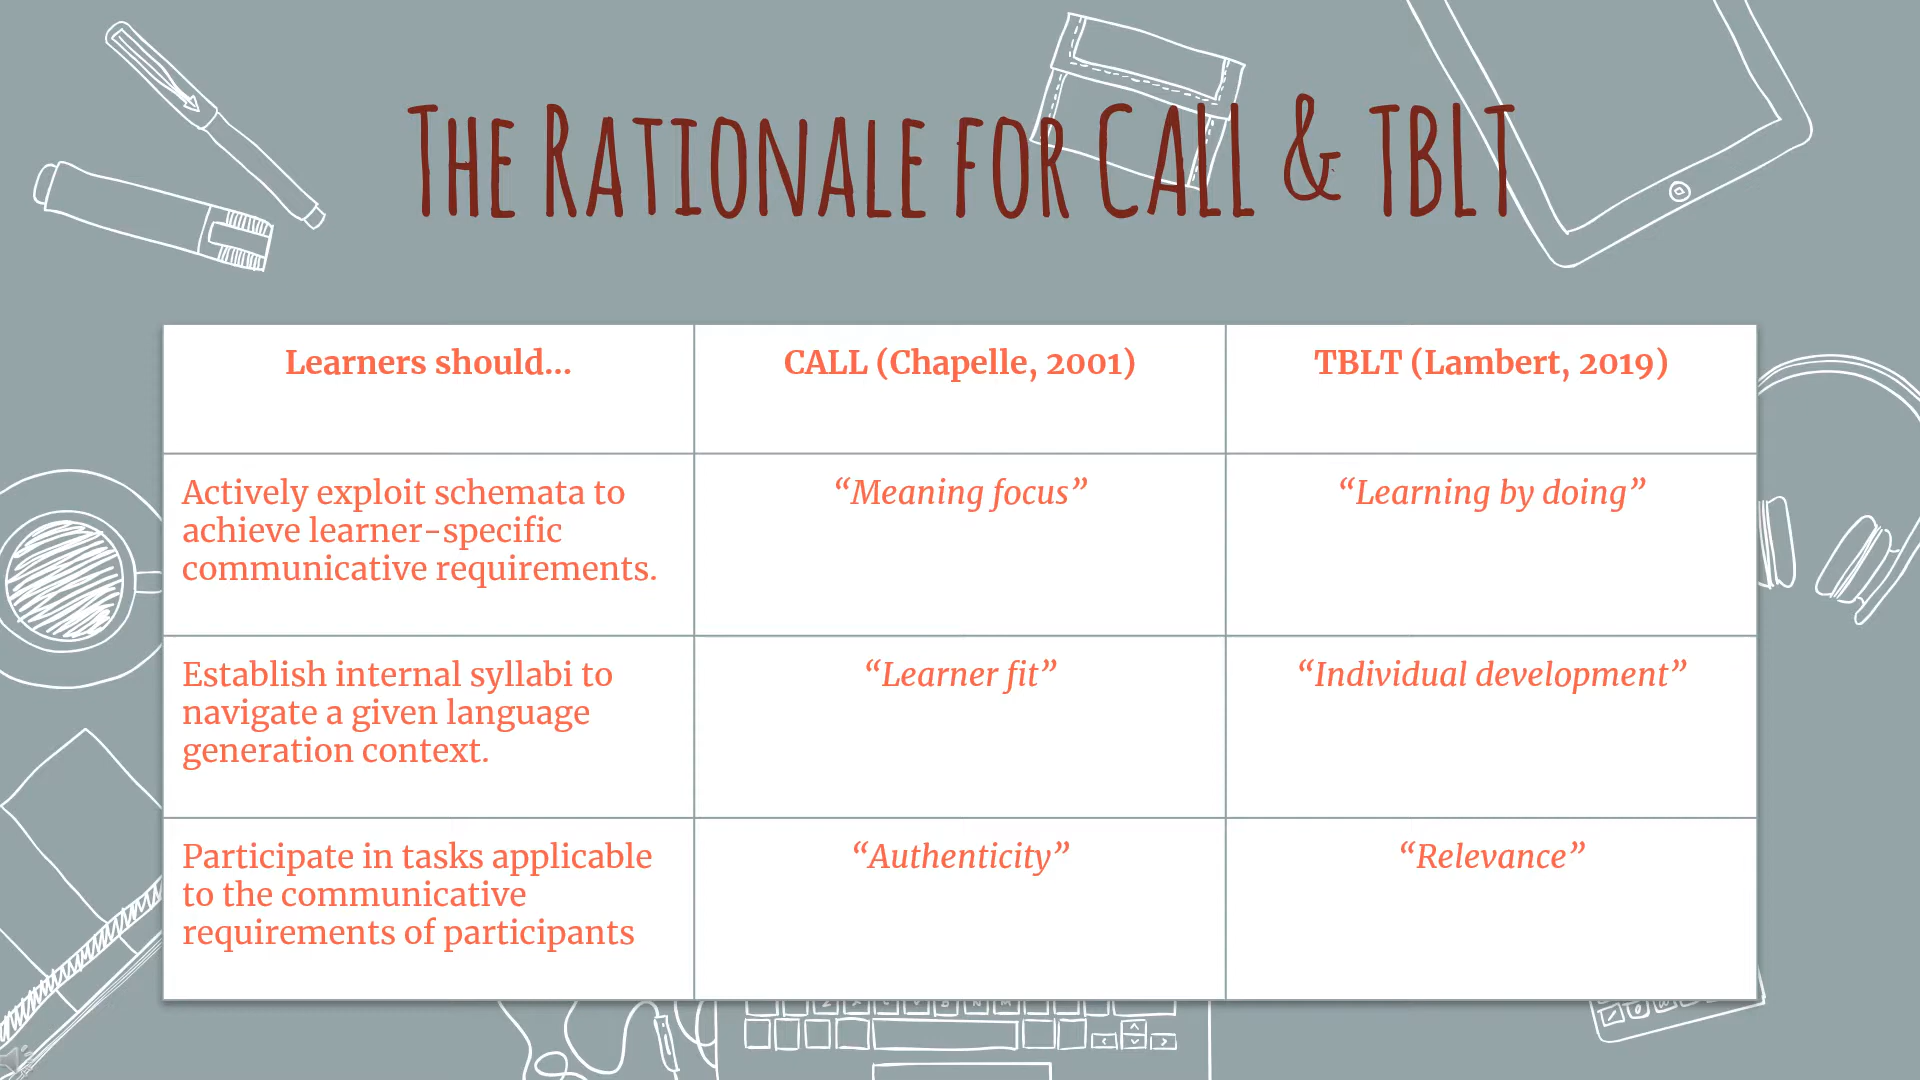 The Rationale for CALL & TBLT
Learners should...
CALL (Chapelle, 2001)
TBLT (Lambert, 2019)
Actively exploit schemata to
achieve learner-specific
communicative requirements.
“Meaning focus”
“Learning by doing”
Establish internal syllabi to
navigate a given language
generation context.
“Learner fit”
“Individual development”
Participate in tasks applicable
to the communicative
requirements of participants
“Authenticity”
“Relevance”